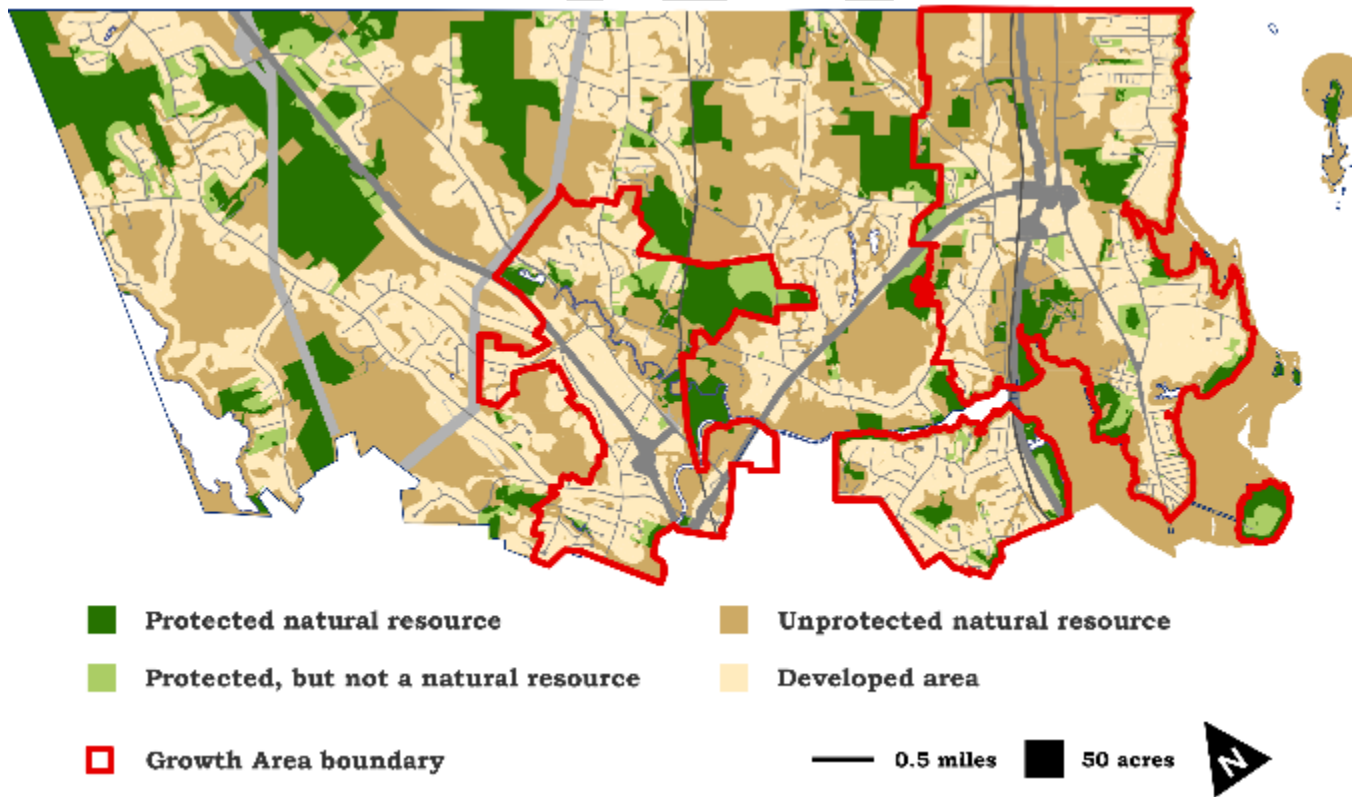 Protected natural resource
Unprotected natural resource
Protected, but not a natural resource
Developed area
Growth Area boundary
0.5 miles
50 acres
N